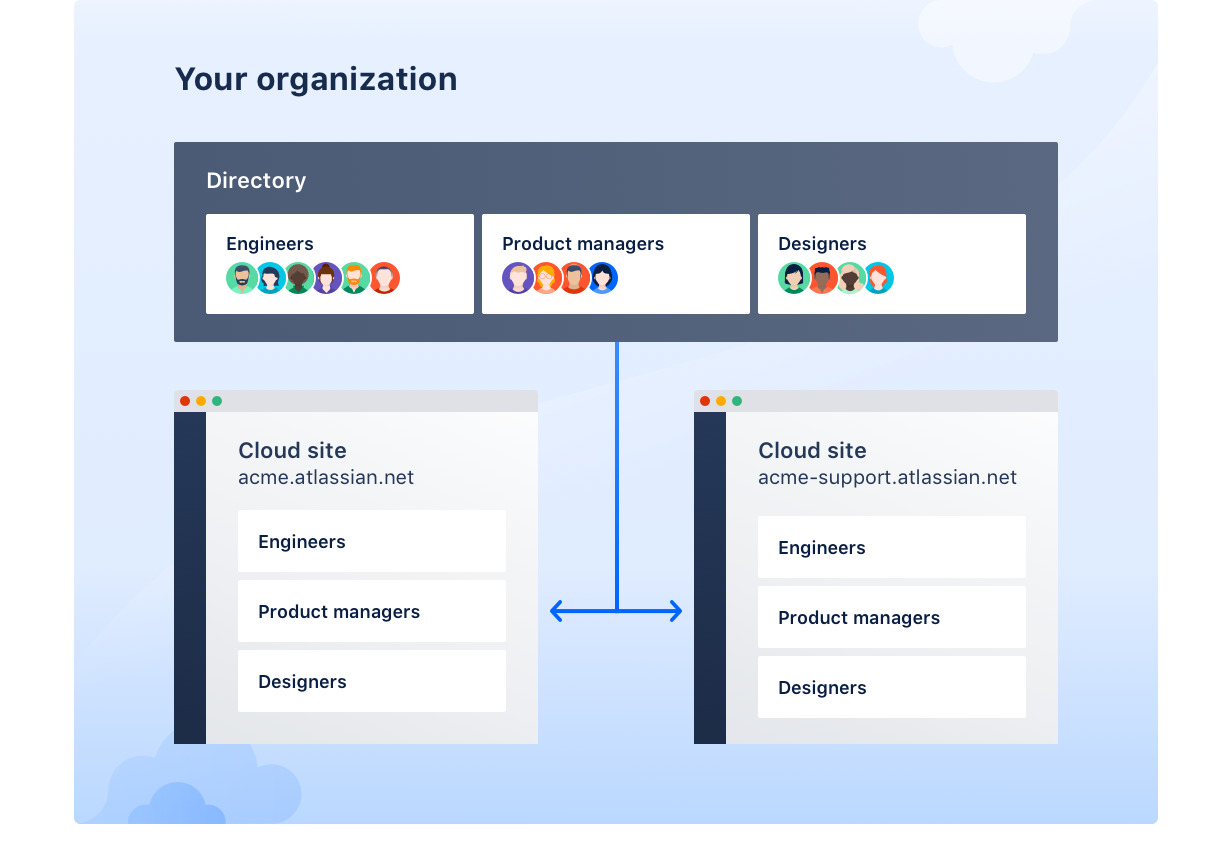 Your organization
Directory
Engineers
Product managers
Designers
Cloud site
acme.atlassian.net
Engineers
Product managers
Designers
Cloud site
acme-support.atlassian.net
Engineers
Product managers
Designers